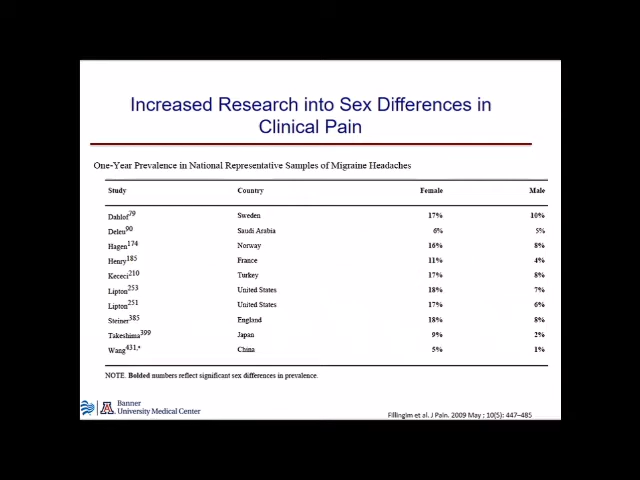 Increased Research into Sex Differences in
Clinical Pain
One-Year Prevalence in National Representative Samples of Migraine Headaches
Study Country Female Male
Dahlof79 Sweden 17% 10%
Deleu90 Saudi Arabia 6% 5%
Hagen174 Norway 16% 8%
Henry185 France 11% 4%
Kececi210 Turkey 17% 8%
Lipton253 United States 18% 7%
Lipton251 United States 17% 6%
Steiner385 England 18% 8%
Takeshima399 Japan 9% 2%
Wang431,* China 5% 1%
NOTE. Bolded numbers reflect significant sex differences in prevalence.
Banner
University Medical Center
Fillingim et al. J Pain. 2009 May ; 10(5): 447–485